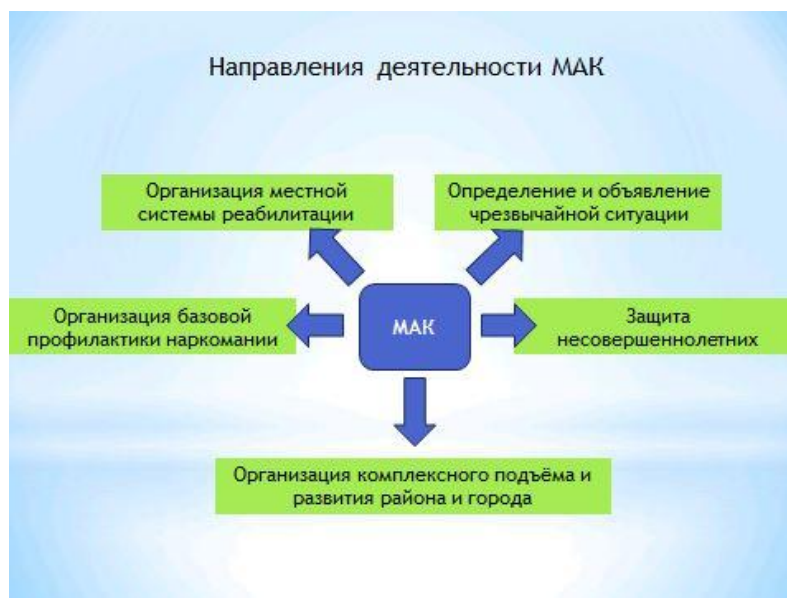 Направления деятельности МАК
Организация местной
системы реабилитации
Определение и объявление
чрезвычайной ситуации
Организация базовой
профилактики наркомании
МАК
Защита
несовершеннолетних
Организация комплексного подъёма и
развития района и города